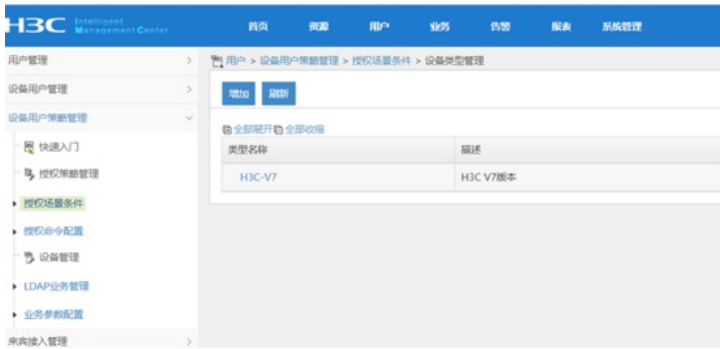 H3C Intelligent Management Center
首页 资源 用户 业务 告警 报表 系统管理
用户管理
设备用户管理
设备用户策略管理
快速入门
授权策略管理
授权场景条件
授权命令配置
设备管理
LDAP业务管理
业务参数配置
来宾接入管理
用户 > 设备用户策略管理 > 授权场景条件 > 设备类型管理
增加 刷新
全部展开 全部收缩
类型名称 描述
H3C-V7 H3C V7版本